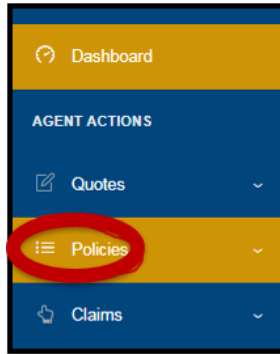 Dashboard
AGENT ACTIONS
Quotes
Policies
Claims